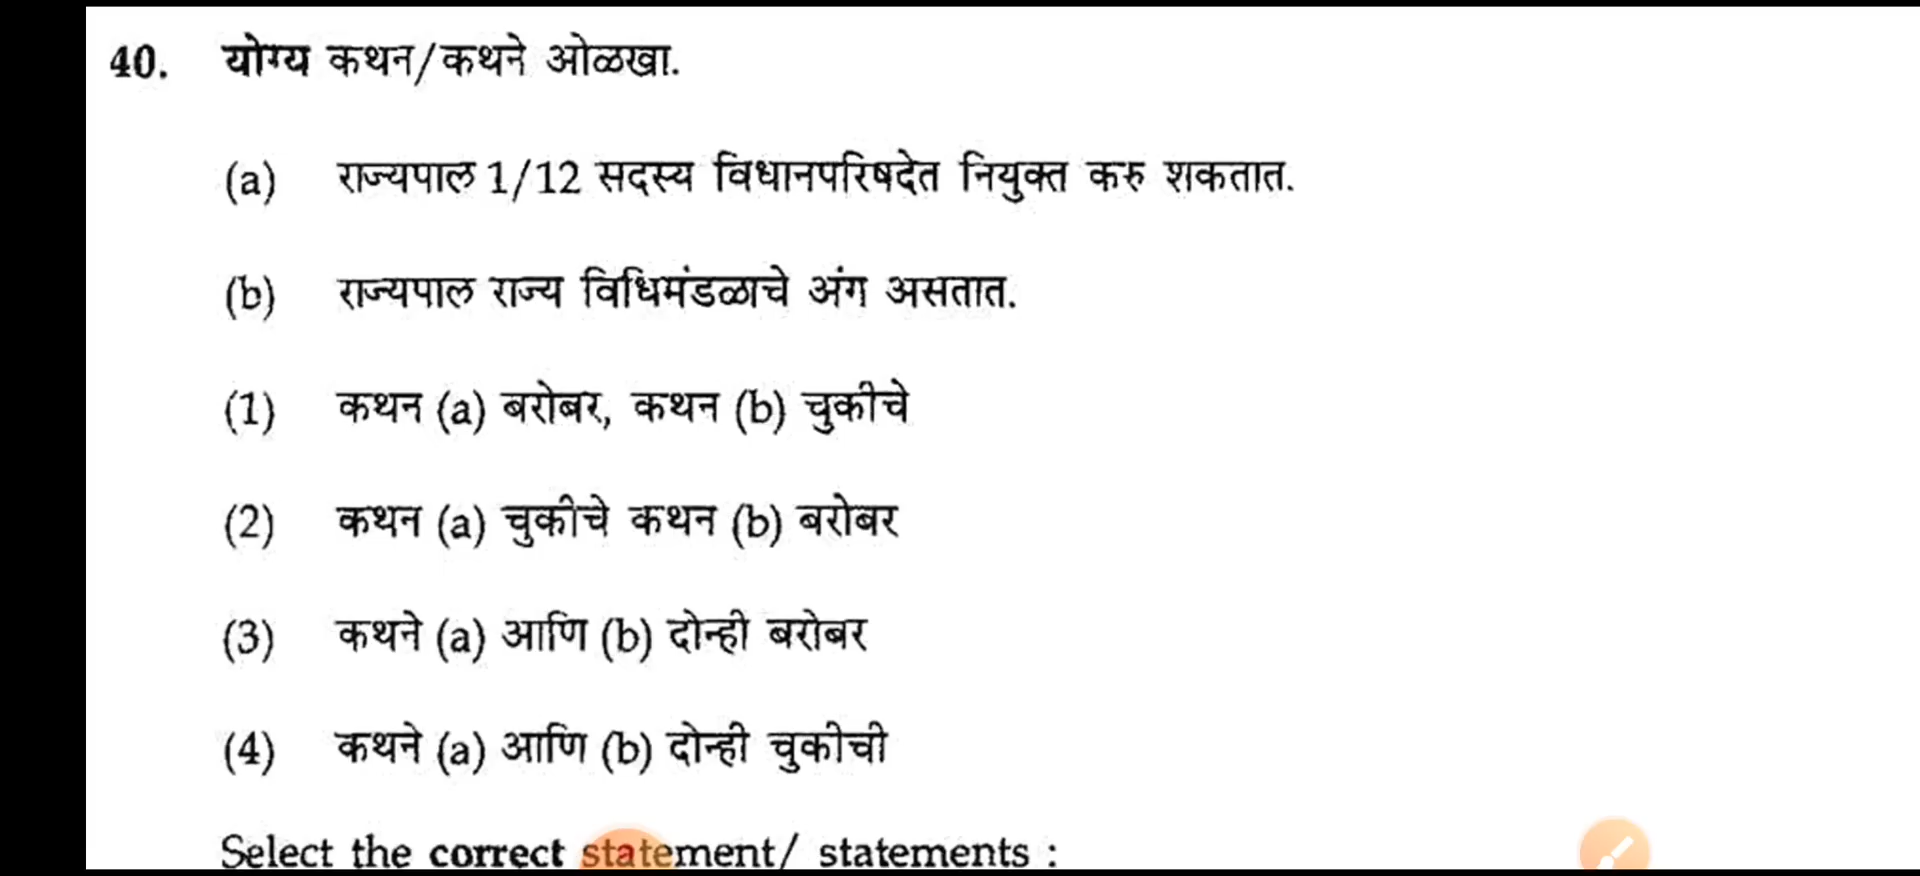 40. योग्य कथन/कथने ओळखा.
(a) राज्यपाल 1/12 सदस्य विधानपरिषदेत नियुक्त करु शकतात.
(b) राज्यपाल राज्य विधिमंडळाचे अंग असतात.
(1) कथन (a) बरोबर, कथन (b) चुकीचे
(2) कथन (a) चुकीचे कथन (b) बरोबर
(3) कथने (a) आणि (b) दोन्ही बरोबर
(4) कथने (a) आणि (b) दोन्ही चुकीची
Select the correct statement/ statements :